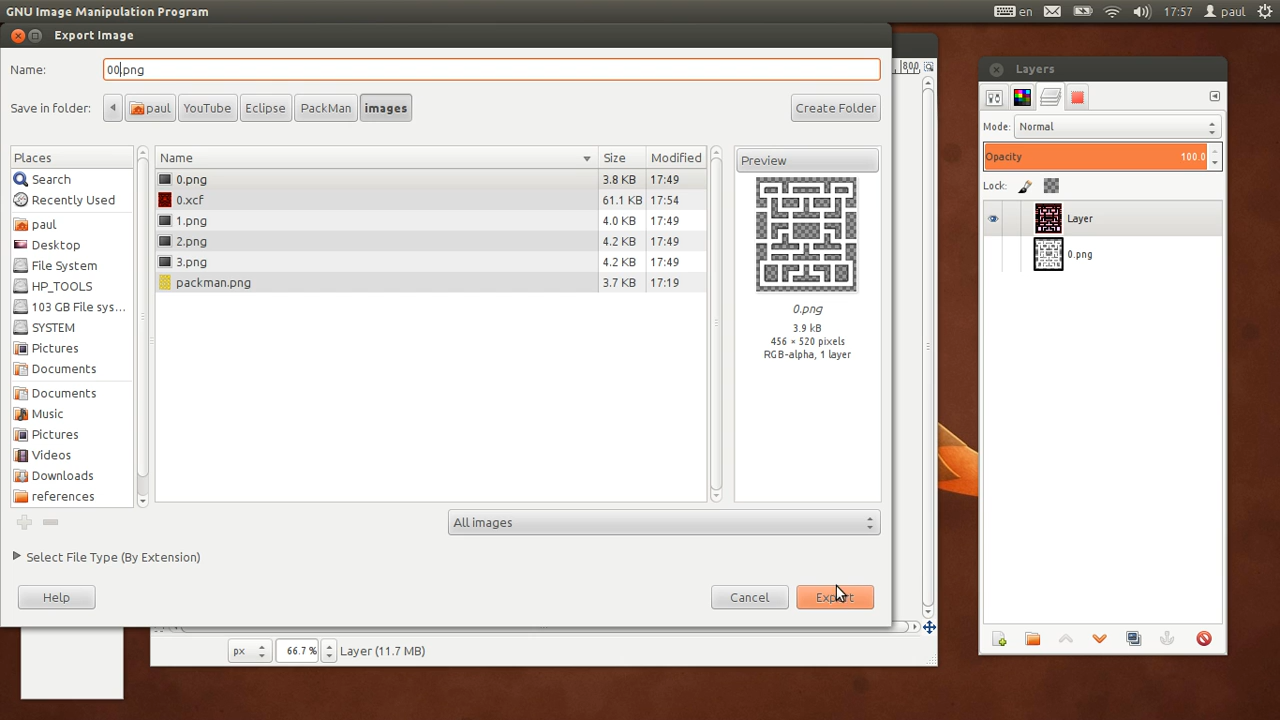 GNU Image Manipulation Program
en 17:57 paul
Export Image
Name: 00.png
Save in folder: paul YouTube Eclipse PackMan images Create Folder
Places
Search
Recently Used
paul
Desktop
File System
HP_TOOLS
103 GB File sys...
SYSTEM
Pictures
Documents
Documents
Music
Pictures
Videos
Downloads
references
Name Size Modified
0.png 3.8 KB 17:49
0.xcf 61.1 KB 17:54
1.png 4.0 KB 17:49
2.png 4.2 KB 17:49
3.png 4.2 KB 17:49
packman.png 3.7 KB 17:19
Preview
0.png
3.9 kB
456 × 520 pixels
RGB-alpha, 1 layer
All images
Select File Type (By Extension)
Help Cancel Export
800
px 66.7 % Layer (11.7 MB)
Layers
Mode: Normal
Opacity 100.0
Lock:
Layer
0.png